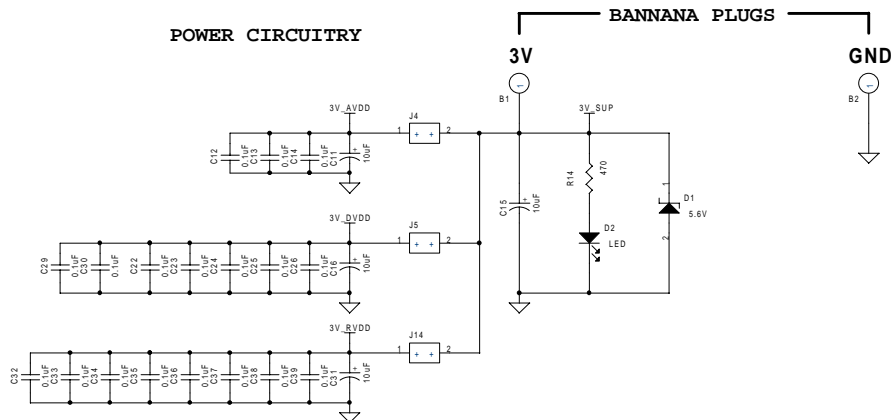 BANNANA PLUGS
POWER CIRCUITRY
3V
GND
1
1
B1
B2
3V_AVDD
J4
3V_SUP
1
2
C12
0.1uF
C13
0.1uF
C14
0.1uF
C11
10uF
+
C15
10uF
+
R14
470
D2
LED
1
D1
5.6V
2
3V_DVDD
J5
1
2
C29
0.1uF
C30
0.1uF
C22
0.1uF
C23
0.1uF
C24
0.1uF
C25
0.1uF
C26
0.1uF
C16
10uF
+
3V_RVDD
J14
1
2
C32
0.1uF
C33
0.1uF
C34
0.1uF
C35
0.1uF
C36
0.1uF
C37
0.1uF
C38
0.1uF
C39
0.1uF
C31
10uF
+